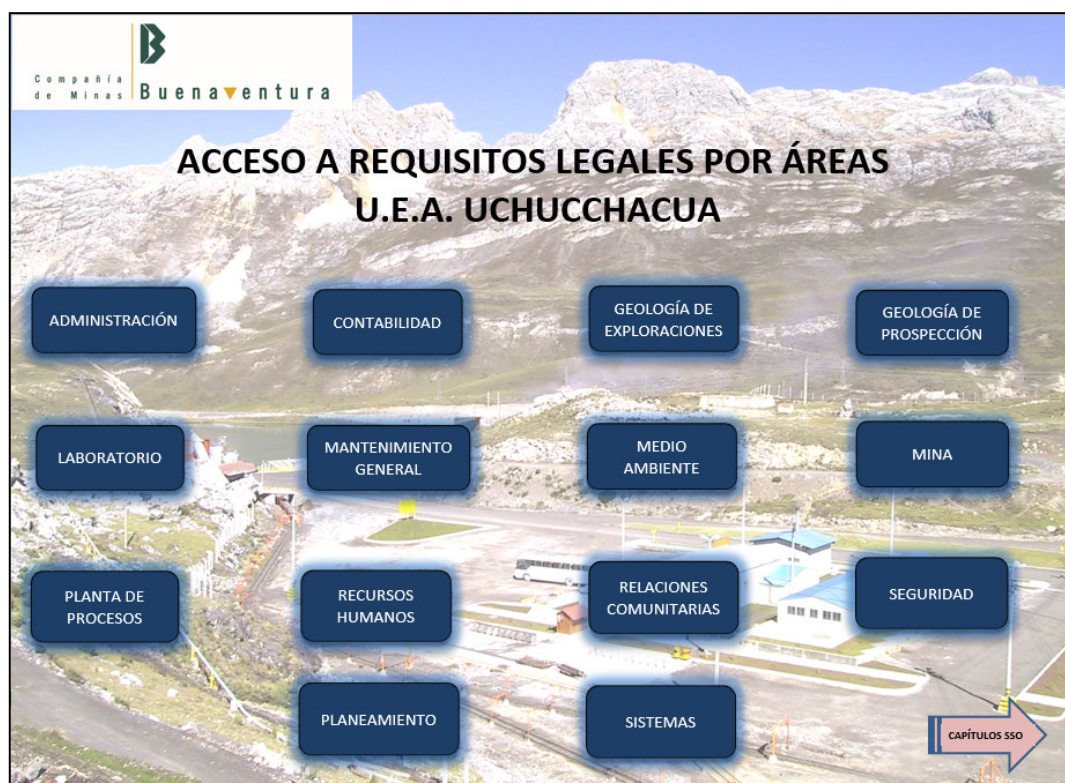 Compañía
de Minas Buenaventura
ACCESO A REQUISITOS LEGALES POR ÁREAS
U.E.A. UCHUCCHACUA
ADMINISTRACIÓN
CONTABILIDAD
GEOLOGÍA DE
EXPLORACIONES
GEOLOGÍA DE
PROSPECCIÓN
LABORATORIO
MANTENIMIENTO
GENERAL
MEDIO
AMBIENTE
MINA
PLANTA DE
PROCESOS
RECURSOS
HUMANOS
RELACIONES
COMUNITARIAS
SEGURIDAD
PLANEAMIENTO
SISTEMAS
CAPÍTULOS SSO